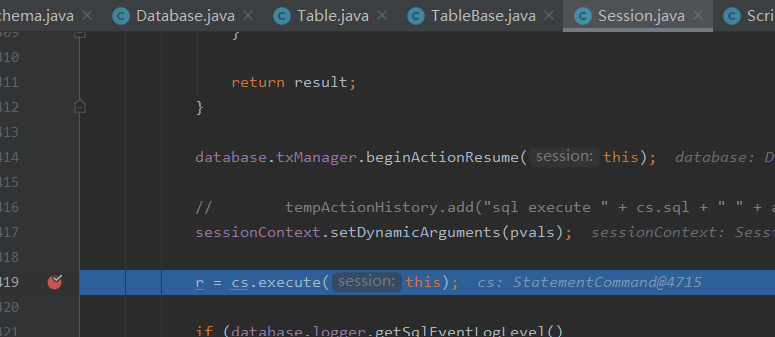 chema.java × Database.java × Table.java × TableBase.java × Session.java × Scri
409 }
410
411 return result;
412 }
413
414 database.txManager.beginActionResume( session: this); database: D
415
416 // tempActionHistory.add("sql execute " + cs.sql + " " + a
417 sessionContext.setDynamicArguments(pvals); sessionContext: Sess
418
419 r = cs.execute( session: this); cs: StatementCommand@4715
420
421 if (database.logger.getSqlEventLogLevel()